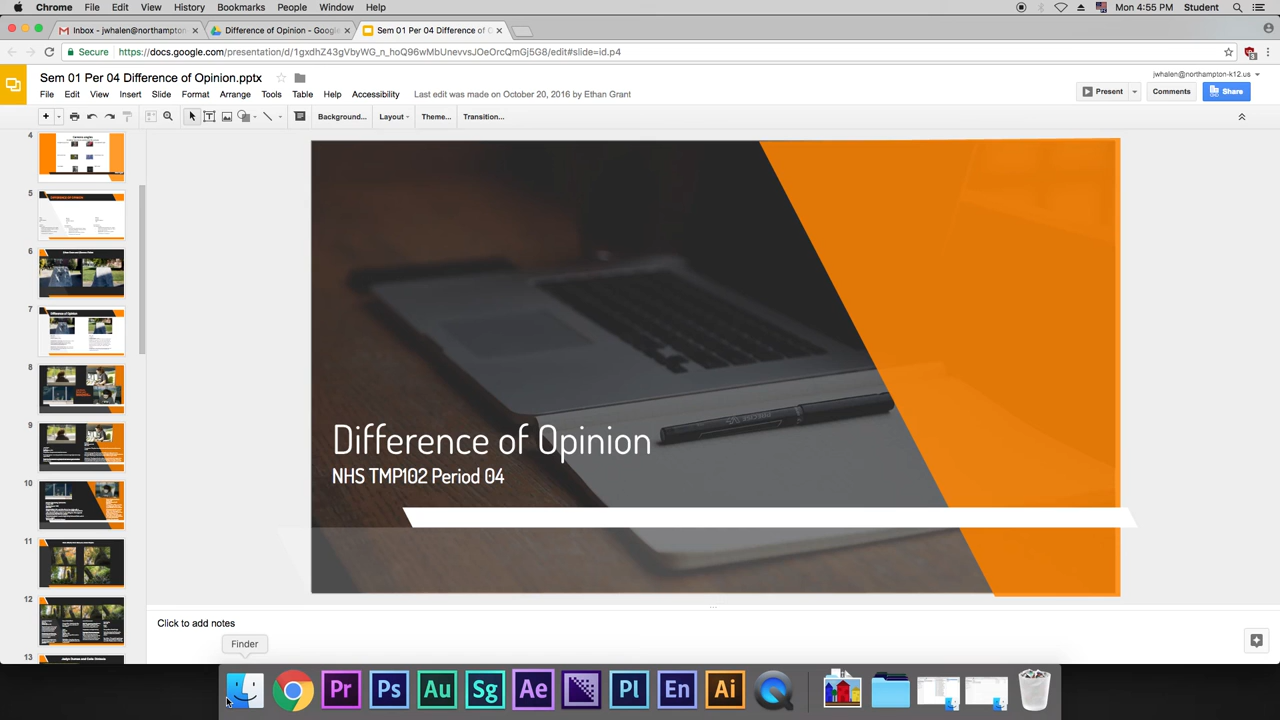 Chrome File Edit View History Bookmarks People Window Help Mon 4:55 PM Student
Inbox - jwhalen@northampton Difference of Opinion - Google Sem 01 Per 04 Difference of O
Secure https://docs.google.com/presentation/d/1gxdhZ43gVbyWG_n_hoQ96wMbUnevvsJOeOrcQmGj5G8/edit#slide=id.p4
Sem 01 Per 04 Difference of Opinion.pptx jwhalen@northampton-k12.us
File Edit View Insert Slide Format Arrange Tools Table Help Accessibility Last edit was made on October 20, 2016 by Ethan Grant Present Comments Share
Background... Layout Theme... Transition...
4
5
6
7
8
9
10
11
12
13
Difference of Opinion
NHS TMP102 Period 04
Click to add notes
Finder
Pr Ps Au Sg Ae Pl En Ai